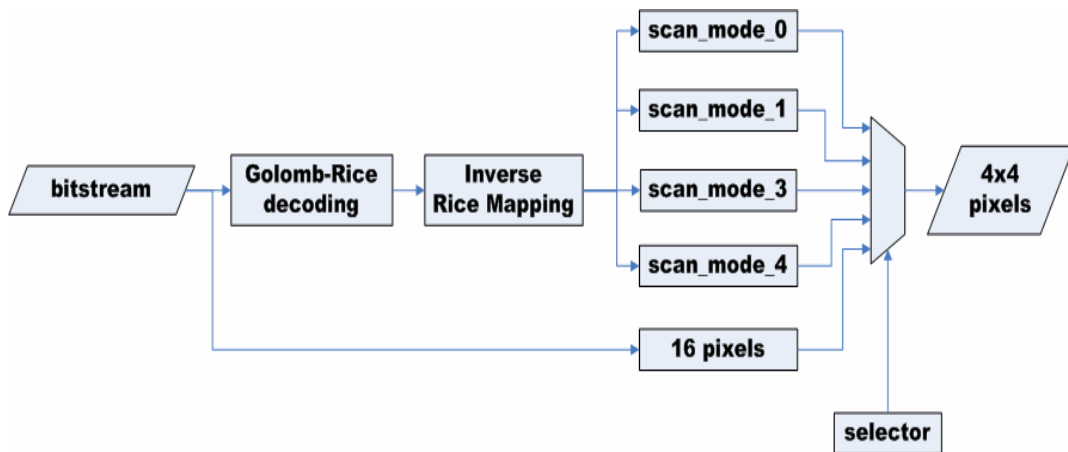 scan_mode_0
scan_mode_1
bitstream
Golomb-Rice
decoding
Inverse
Rice Mapping
scan_mode_3
4x4
pixels
scan_mode_4
16 pixels
selector